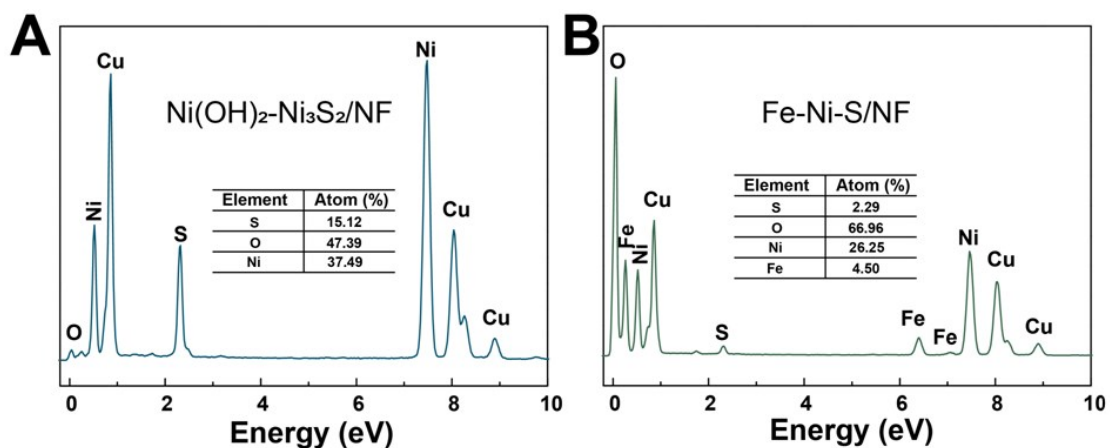 A
Cu
Ni
Ni(OH)₂-Ni₃S₂/NF
Element Atom (%)
S 15.12
O 47.39
Ni 37.49
Ni
S
Cu
O
Cu
0 2 4 6 8 10
Energy (eV)
B
O
Fe-Ni-S/NF
Element Atom (%)
S 2.29
O 66.96
Ni 26.25
Fe 4.50
Cu
Fe
Ni
Ni
Cu
S
Fe
Fe
Cu
0 2 4 6 8 10
Energy (eV)